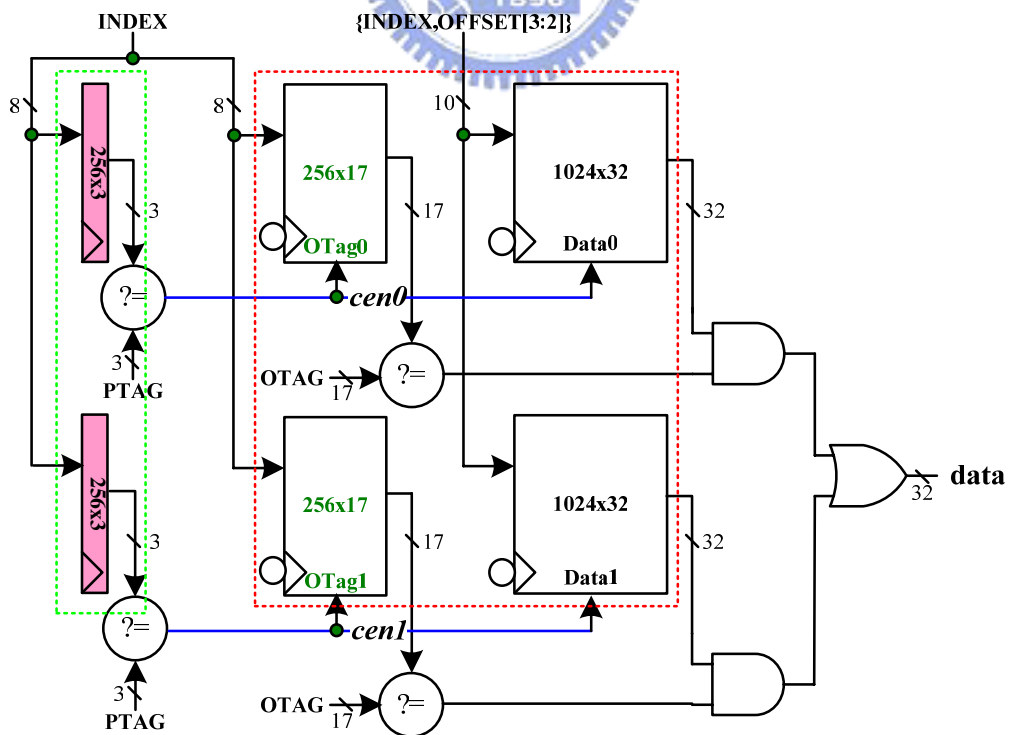 1896
INDEX
{INDEX,OFFSET[3:2]}
8
8
10
256x3
256x17
1024x32
3
17
32
OTag0
Data0
?=
cen0
3
PTAG
OTAG
17
?=
256x3
256x17
1024x32
3
17
32
data
32
OTag1
Data1
?=
cen1
3
PTAG
OTAG
17
?=